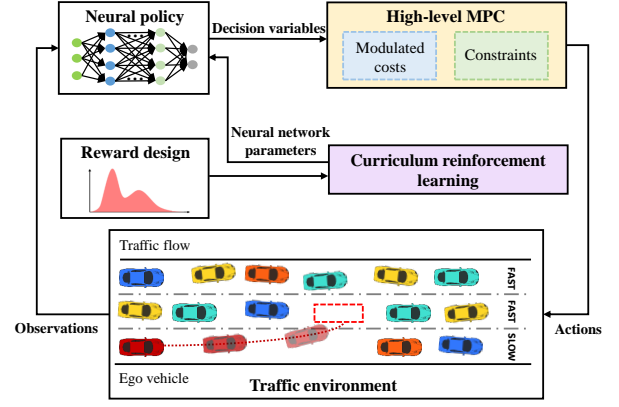 Neural policy
Decision variables
High-level MPC
Modulated
costs
Constraints
Neural network
parameters
Reward design
Curriculum reinforcement
learning
Traffic flow
FAST
FAST
SLOW
Observations
Actions
Ego vehicle
Traffic environment